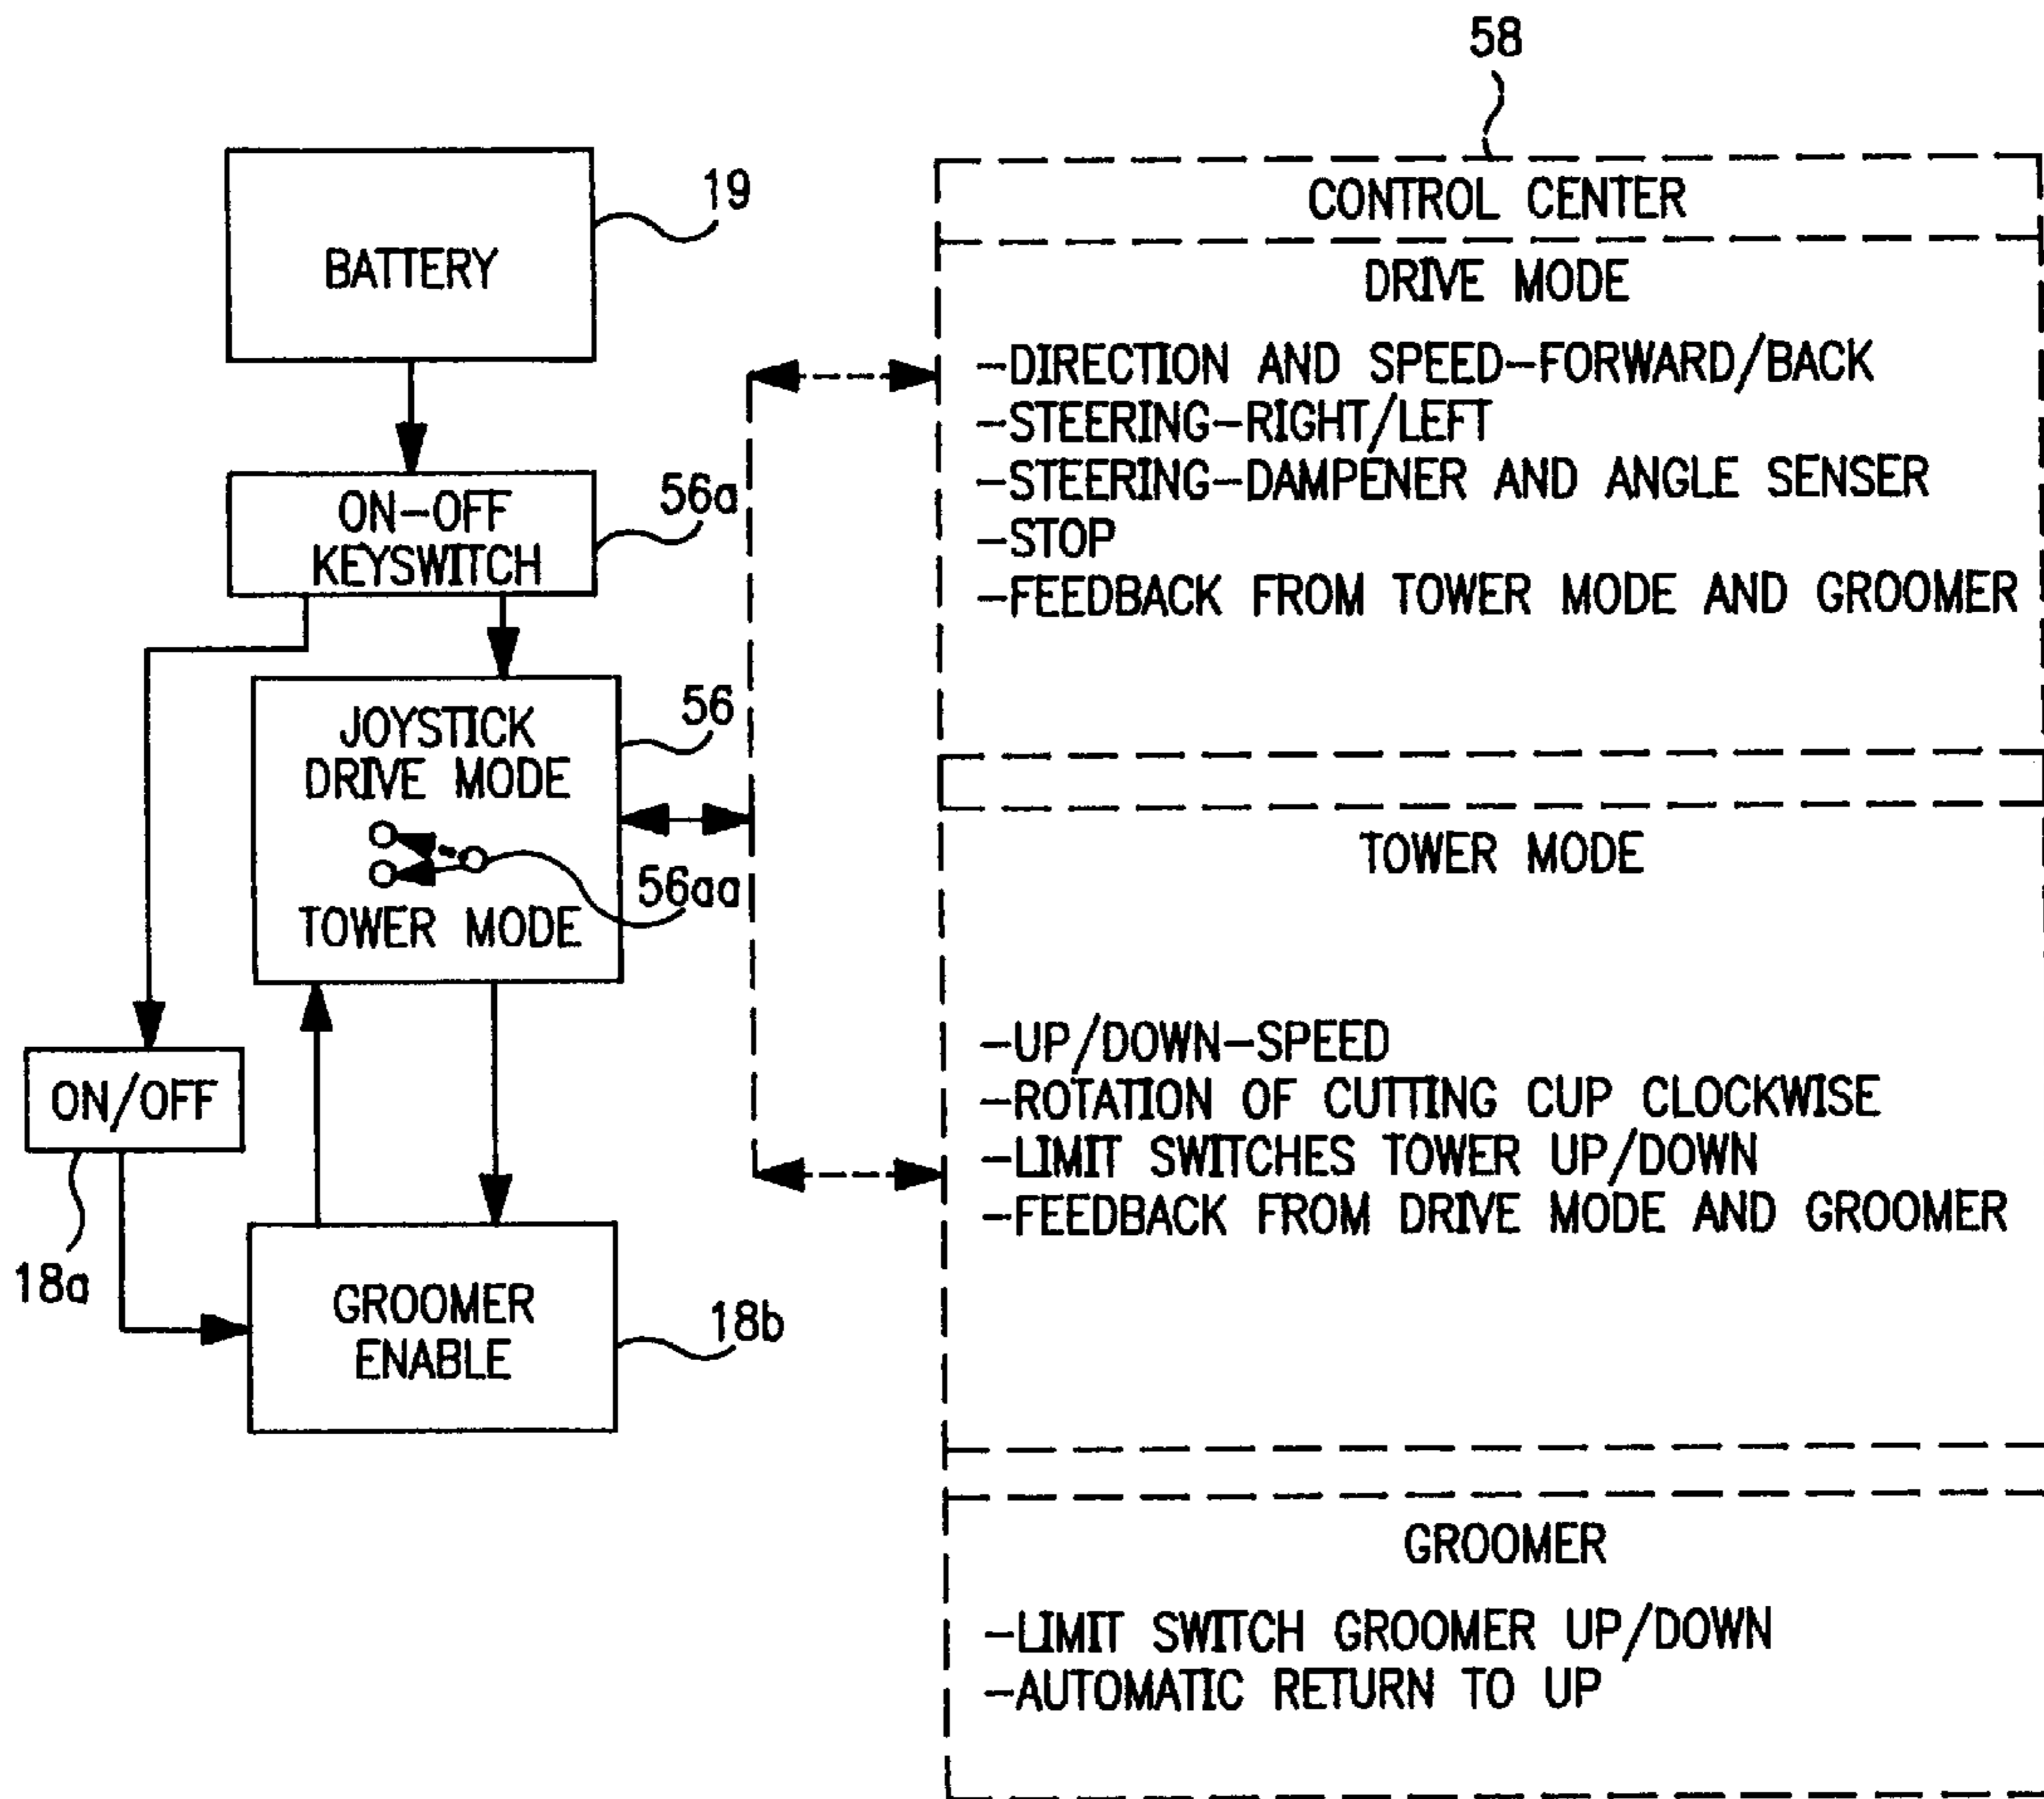 58
BATTERY
19
ON-OFF
KEYSWITCH
56a
JOYSTICK
DRIVE MODE
56
56aa
TOWER MODE
ON/OFF
18a
GROOMER
ENABLE
18b
CONTROL CENTER
DRIVE MODE
-DIRECTION AND SPEED-FORWARD/BACK
-STEERING-RIGHT/LEFT
-STEERING-DAMPENER AND ANGLE SENSER
-STOP
-FEEDBACK FROM TOWER MODE AND GROOMER
TOWER MODE
-UP/DOWN-SPEED
-ROTATION OF CUTTING CUP CLOCKWISE
-LIMIT SWITCHES TOWER UP/DOWN
-FEEDBACK FROM DRIVE MODE AND GROOMER
GROOMER
-LIMIT SWITCH GROOMER UP/DOWN
-AUTOMATIC RETURN TO UP